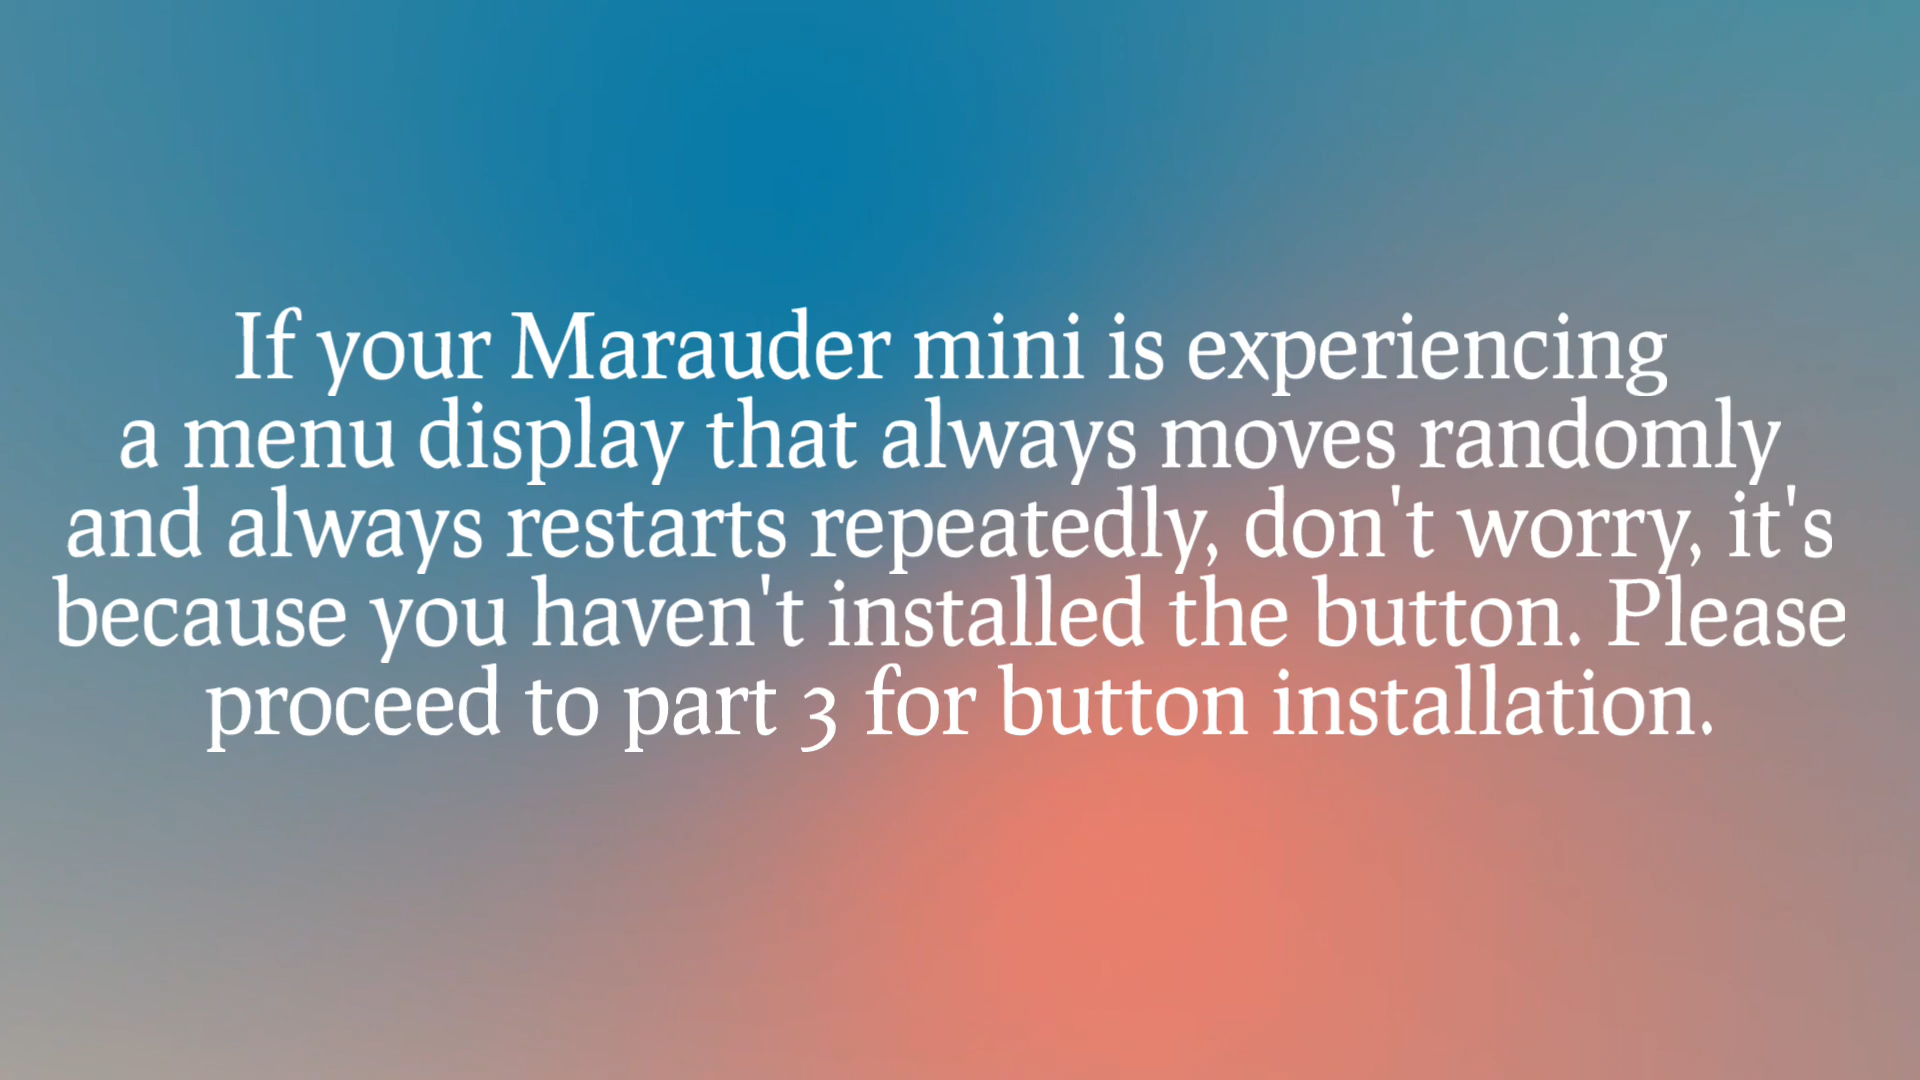 If your Marauder mini is experiencing
a menu display that always moves randomly
and always restarts repeatedly, don't worry, it's
because you haven't installed the button. Please
proceed to part 3 for button installation.